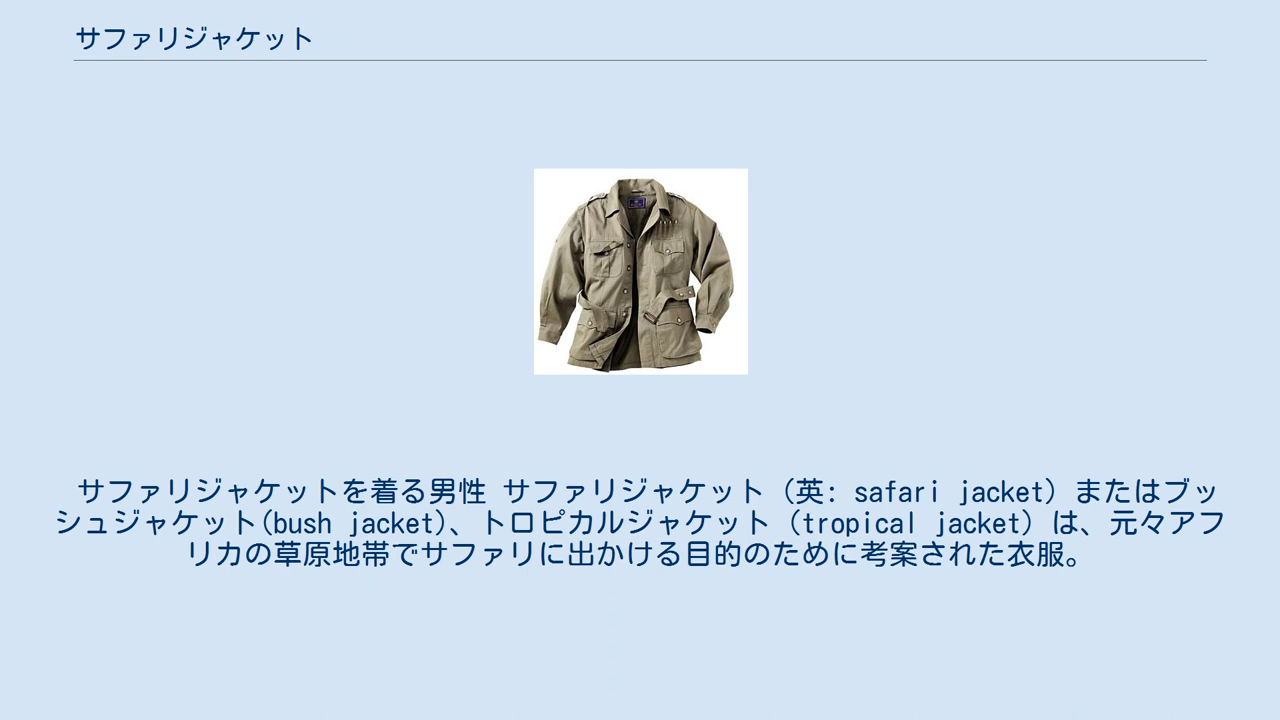 サファリジャケット
サファリジャケットを着る男性 サファリジャケット（英: safari jacket）またはブッ
シュジャケット(bush jacket)、トロピカルジャケット（tropical jacket）は、元々アフ
リカの草原地帯でサファリに出かける目的のために考案された衣服。